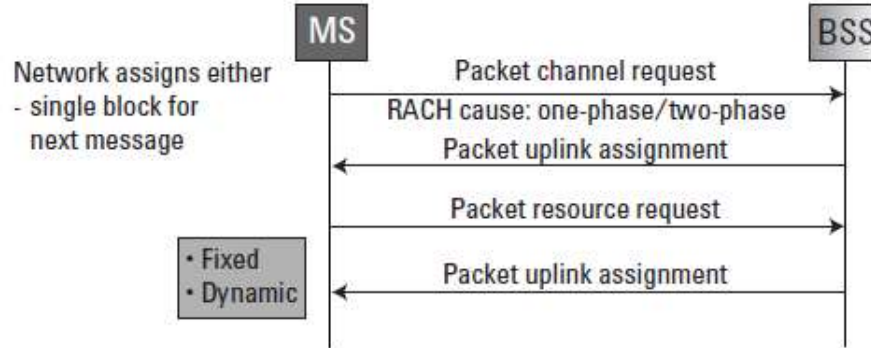 MS
BSS
Network assigns either
- single block for
next message
Packet channel request
RACH cause: one-phase/two-phase
Packet uplink assignment
Packet resource request
• Fixed
• Dynamic
Packet uplink assignment